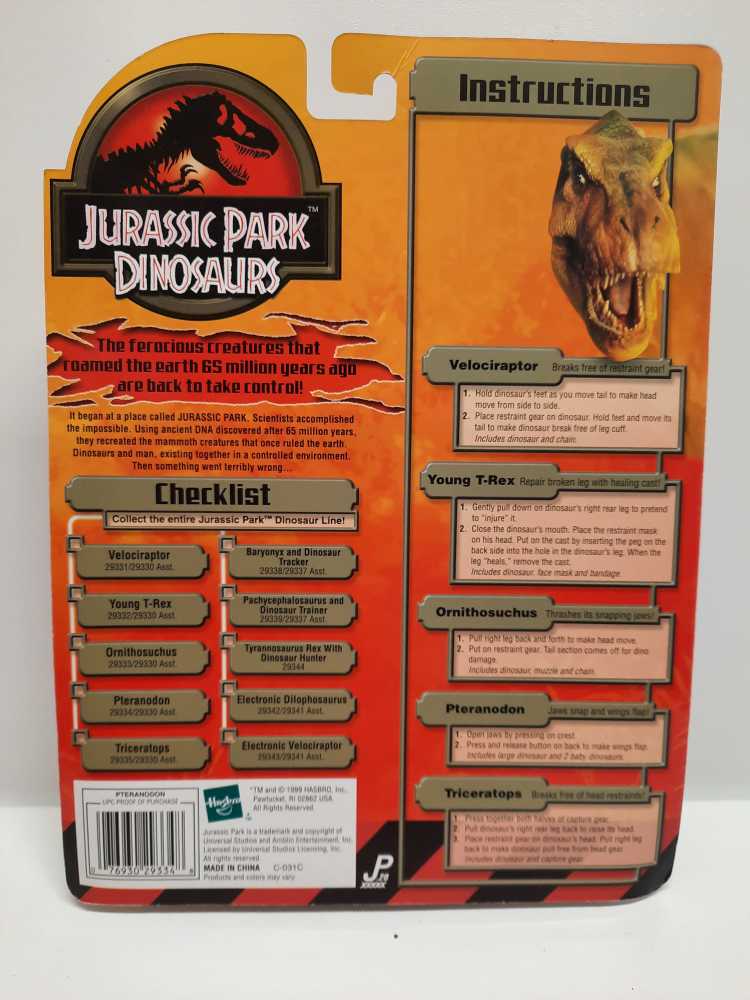 JURASSIC PARK™
DINOSAURS
The ferocious creatures that
roamed the earth 65 million years ago
are back to take control!
It began at a place called JURASSIC PARK. Scientists accomplished
the impossible. Using ancient DNA discovered after 65 million years,
they recreated the mammoth creatures that once ruled the earth.
Dinosaurs and man, existing together in a controlled environment.
Then something went terribly wrong...
Checklist
Collect the entire Jurassic Park™ Dinosaur Line!
Velociraptor
29331/29330 Asst.
Young T-Rex
29332/29330 Asst.
Ornithosuchus
29333/29330 Asst.
Pteranodon
29334/29330 Asst.
Triceratops
29335/29330 Asst.
Baryonyx and Dinosaur
Tracker
29338/29337 Asst.
Pachycephalosaurus and
Dinosaur Trainer
29339/29337 Asst.
Tyrannosaurus Rex With
Dinosaur Hunter
29344
Electronic Dilophosaurus
29342/29341 Asst.
Electronic Velociraptor
29343/29341 Asst.
PTERANODON
UPC PROOF OF PURCHASE
0 76930 29334 8
Hasbro
™ and © 1999 HASBRO, Inc.,
Pawtucket, RI 02862 USA.
All Rights Reserved.
Jurassic Park is a trademark and copyright of
Universal Studios and Amblin Entertainment, Inc.
Licensed by Universal Studios Licensing, Inc.
All rights reserved.
MADE IN CHINA C-031C
Products and colors may vary.
JP
XXXXX
Instructions
Velociraptor Breaks free of restraint gear!
1. Hold dinosaur's feet as you move tail to make head
move from side to side.
2. Place restraint gear on dinosaur. Hold feet and move its
tail to make dinosaur break free of leg cuff.
Includes dinosaur and chain.
Young T-Rex Repair broken leg with healing cast!
1. Gently pull down on dinosaur's right rear leg to pretend
to "injure" it.
2. Close the dinosaur's mouth. Place the restraint mask
on his head. Put on the cast by inserting the peg on the
back side into the hole in the dinosaur's leg. When the
leg "heals," remove the cast.
Includes dinosaur, face mask and bandage.
Ornithosuchus Thrashes its snapping jaws!
1. Pull right leg back and forth to make head move.
2. Put on restraint gear. Tail section comes off for dino
damage.
Includes dinosaur, muzzle and chain.
Pteranodon Jaws snap and wings flap!
1. Open jaws by pressing on crest.
2. Press and release button on back to make wings flap.
Includes large dinosaur and 2 baby dinosaurs.
Triceratops Breaks free of head restraints!
1. Press together both halves of capture gear.
2. Pull dinosaur's right rear leg back to raise its head.
3. Place restraint gear on dinosaur's head. Pull right leg
back to make dinosaur pull free from head gear.
Includes dinosaur and capture gear.